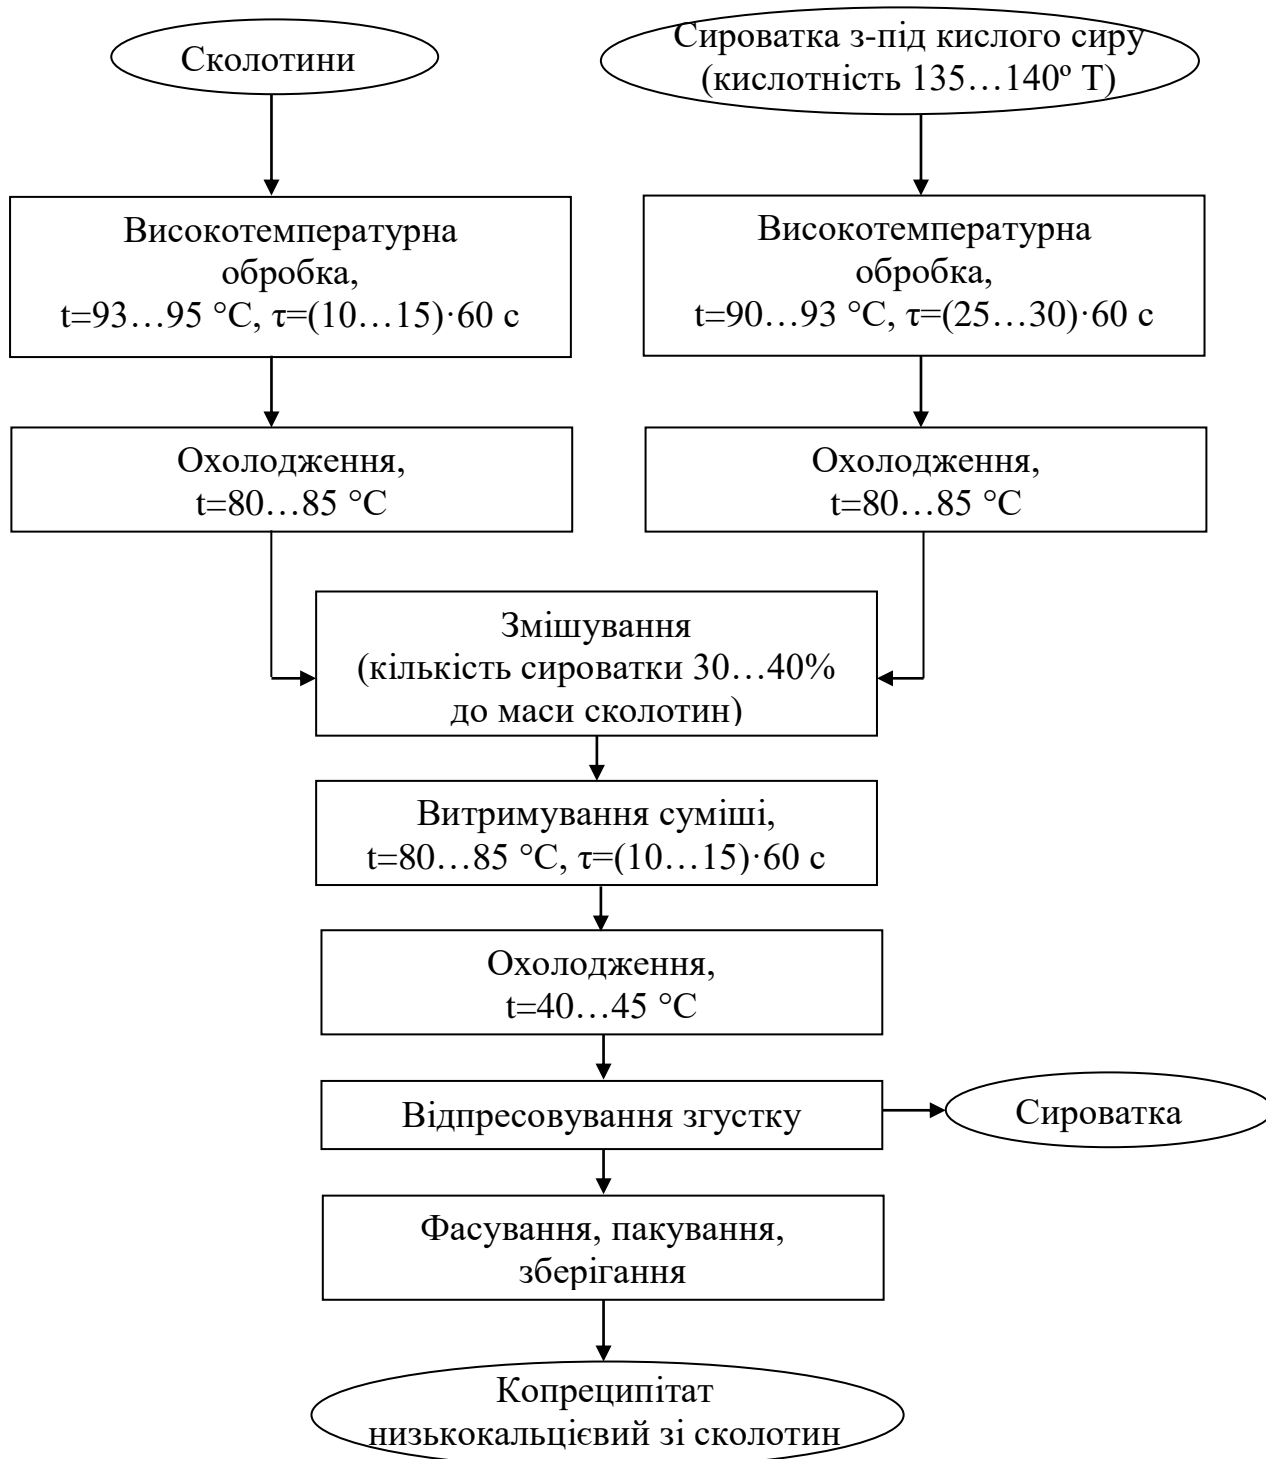 Сколотини
Сироватка з-під кислого сиру
(кислотність 135…140º Т)
Високотемпературна
обробка,
t=93…95 °С, τ=(10…15)·60 с
Високотемпературна
обробка,
t=90…93 °С, τ=(25…30)·60 с
Охолодження,
t=80…85 °С
Охолодження,
t=80…85 °С
Змішування
(кількість сироватки 30…40%
до маси сколотин)
Витримування суміші,
t=80…85 °С, τ=(10…15)·60 с
Охолодження,
t=40…45 °С
Відпресовування згустку
Сироватка
Фасування, пакування,
зберігання
Копреципітат
низькокальцієвий зі сколотин